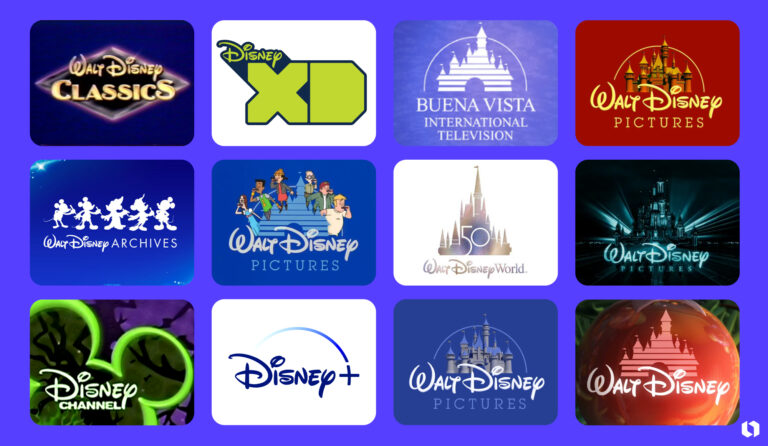 Walt Disney
CLASSICS
Disney
XD
BUENA VISTA
INTERNATIONAL
TELEVISION
Walt Disney
PICTURES
Walt Disney ARCHIVES
Walt Disney
PICTURES
50
Walt Disney World
Walt Disney
PICTURES
Disney
CHANNEL
Disney+
Walt Disney
PICTURES
Walt Disney